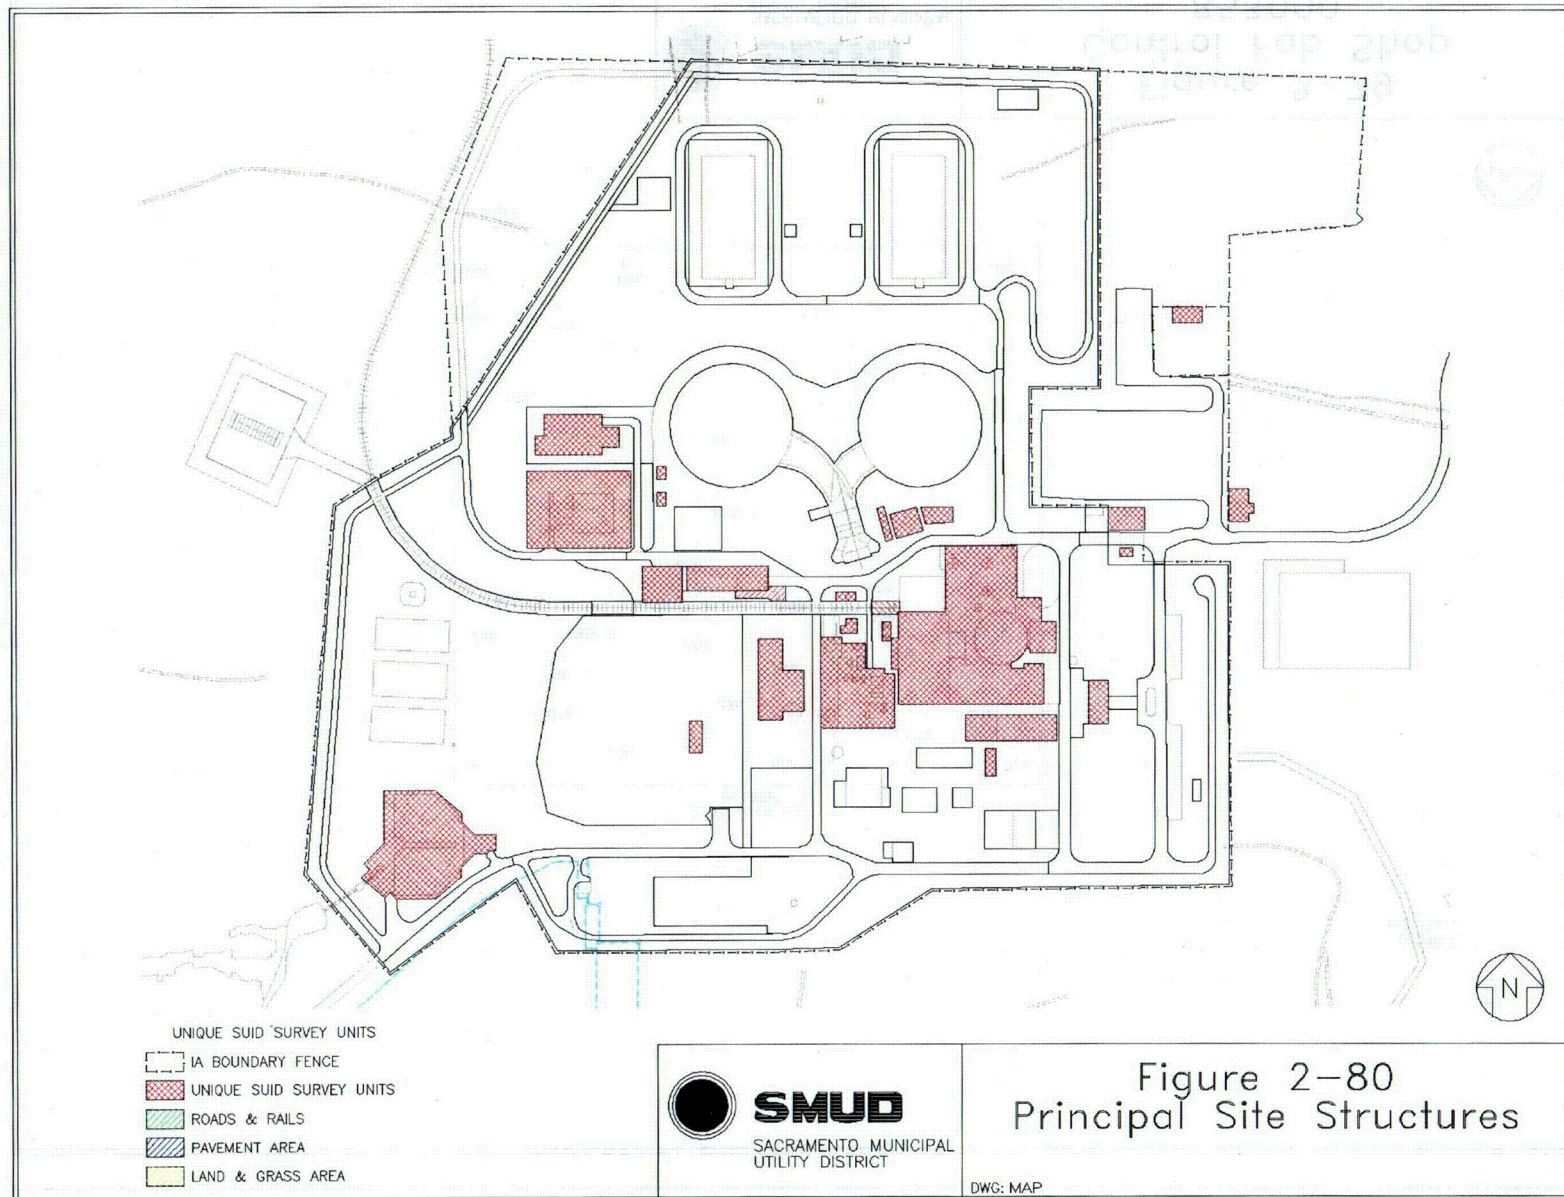 UNIQUE SUID SURVEY UNITS
IA BOUNDARY FENCE
UNIQUE SUID SURVEY UNITS
ROADS & RAILS
PAVEMENT AREA
LAND & GRASS AREA
SMUD
SACRAMENTO MUNICIPAL
UTILITY DISTRICT
Figure 2-80
Principal Site Structures
DWG: MAP
N